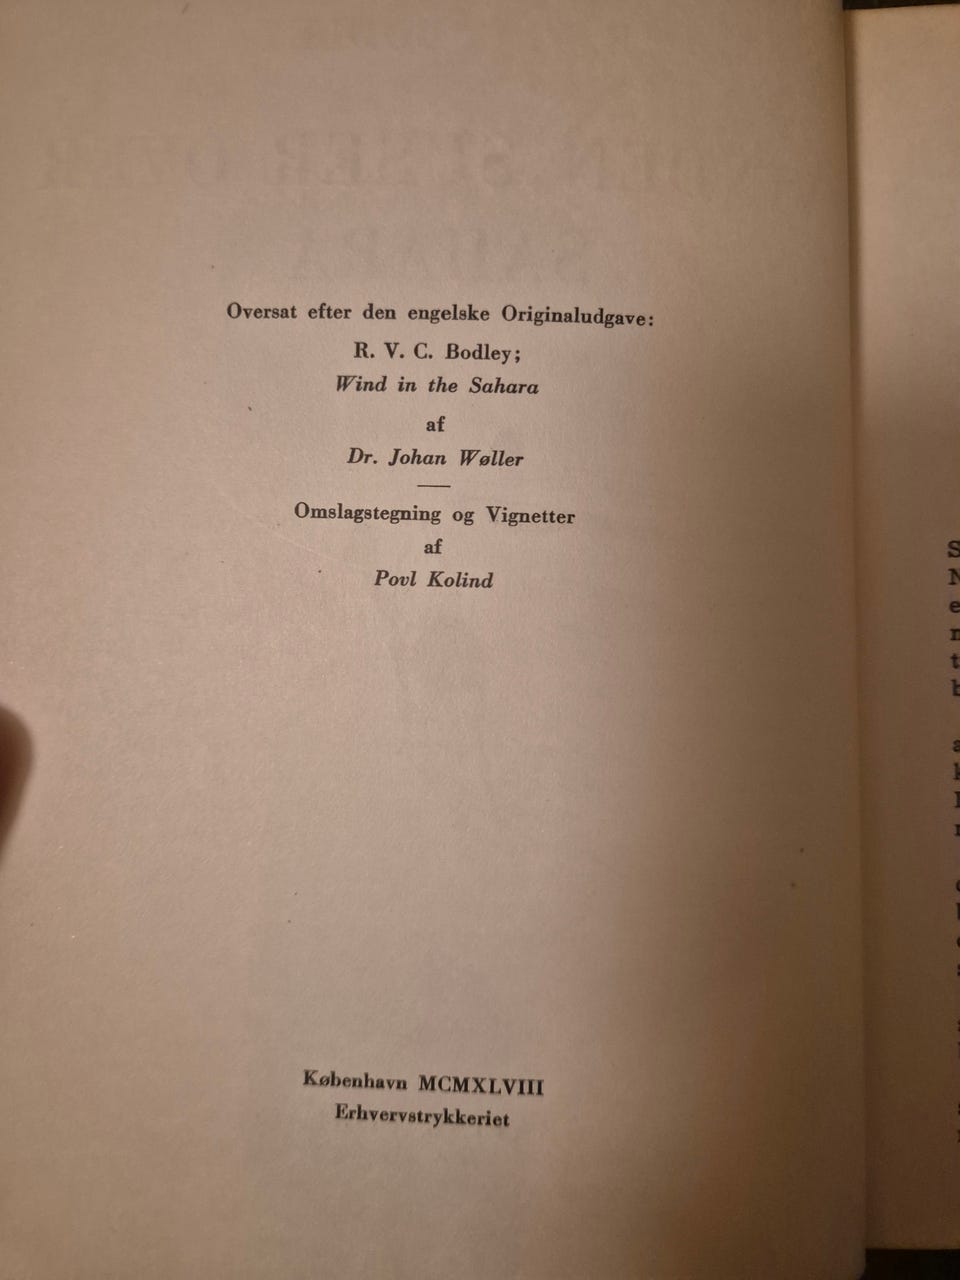 Oversat efter den engelske Originaludgave:
R. V. C. Bodley;
Wind in the Sahara
af
Dr. Johan Wøller
Omslagstegning og Vignetter
af
Povl Kolind
København MCMXLVIII
Erhvervstrykkeriet